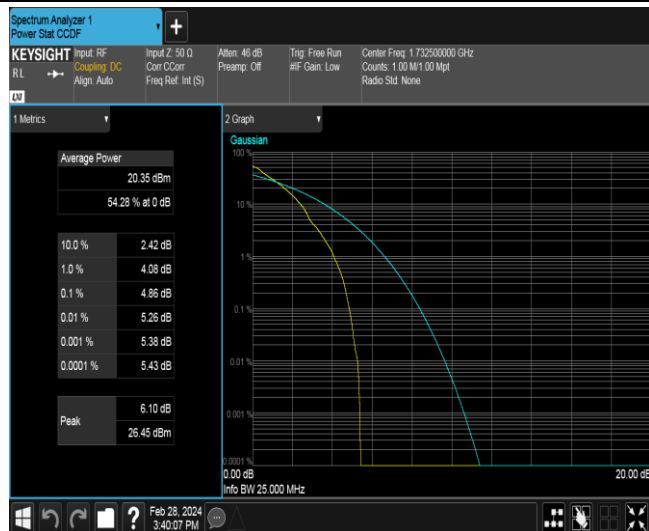 Spectrum Analyzer 1
Power Stat CCDF
+
KEYSIGHT
RL
Input: RF
Coupling: DC
Align: Auto
Input Z: 50 Ω
Corr CCorr
Freq Ref: Int (S)
Atten: 46 dB
Preamp: Off
Trig: Free Run
#IF Gain: Low
Center Freq: 1.732500000 GHz
Counts: 1.00 M/1.00 Mpt
Radio Std: None
LXI
1 Metrics
Average Power
20.35 dBm
54.28 % at 0 dB
10.0 % 2.42 dB
1.0 % 4.08 dB
0.1 % 4.86 dB
0.01 % 5.26 dB
0.001 % 5.38 dB
0.0001 % 5.43 dB
Peak 6.10 dB
26.45 dBm
2 Graph
Gaussian
100 %
10 %
1 %
0.1 %
0.01 %
0.001 %
0.0001 %
0.00 dB 20.00 dB
Info BW 25.000 MHz
? Feb 28, 2024
3:40:07 PM